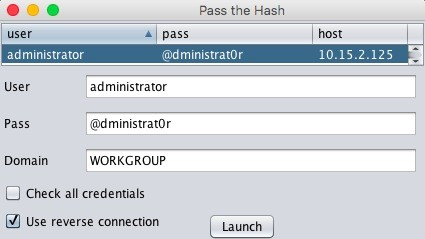 Pass the Hash
user pass host
administrator @dministrat0r 10.15.2.125
User administrator
Pass @dministrat0r
Domain WORKGROUP
Check all credentials
Use reverse connection Launch